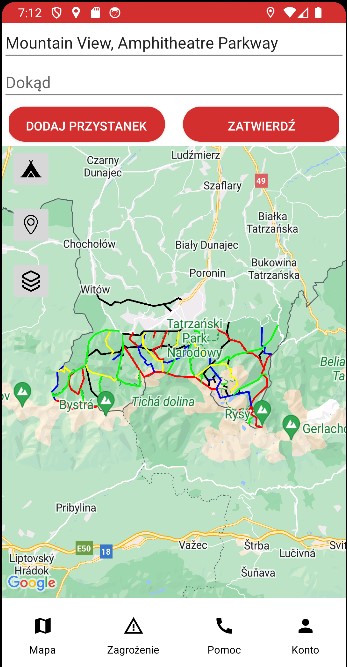 7:12
Mountain View, Amphitheatre Parkway
Dokąd
DODAJ PRZYSTANEK
ZATWIERDŹ
Ludźmierz
Czarny
Dunajec
49
Szaflary
Białka
Tatrzańska
Chochołów
Biały Dunajec
Bukowina
Tatrzańska
Poronin
Witów
Tatrzański
Park
Narodowy
Bystrá
Tichá dolina
Rysy
Gerlacho
Pribylina
E50
18
Važec
Štrba
Lučivná
Svit
Liptovský
Hrádok
Šuňava
Google
Mapa
Zagrożenie
Pomoc
Konto